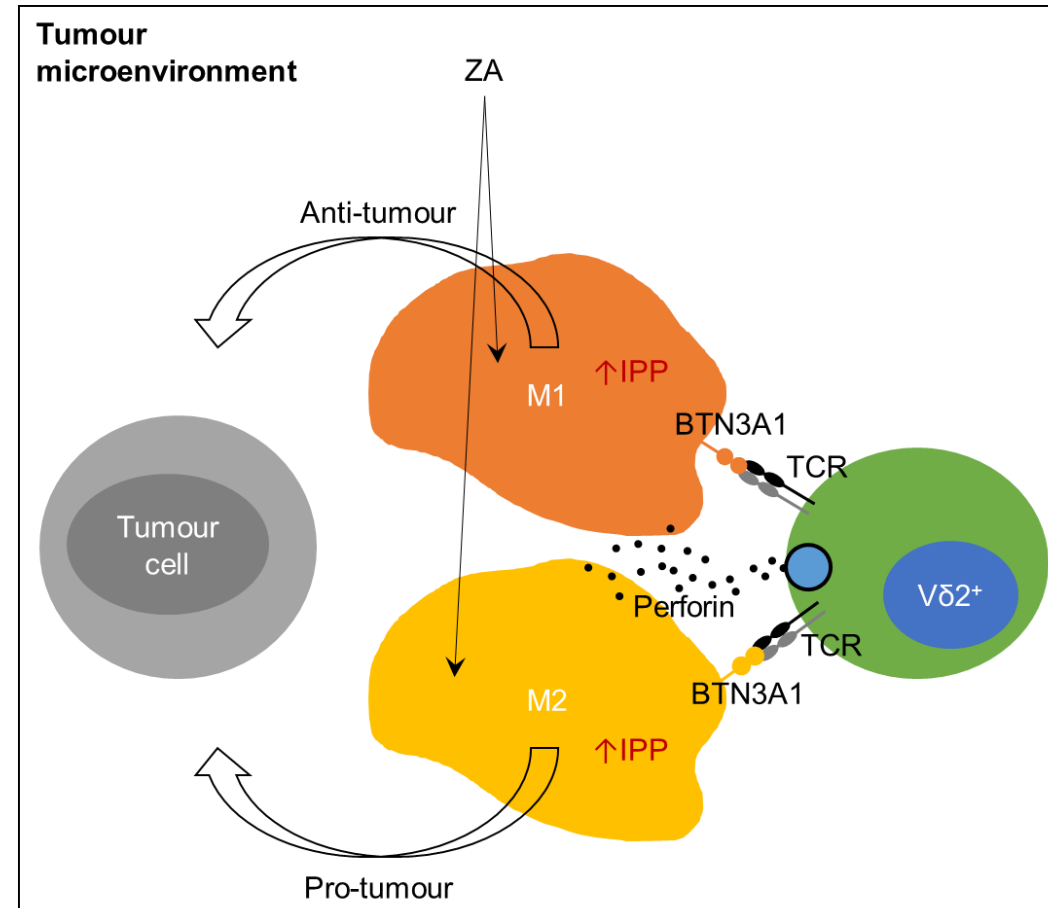 Tumour
microenvironment
ZA
Anti-tumour
M1
↑IPP
BTN3A1
TCR
Tumour
cell
Perforin
Vδ2⁺
TCR
BTN3A1
M2
↑IPP
Pro-tumour